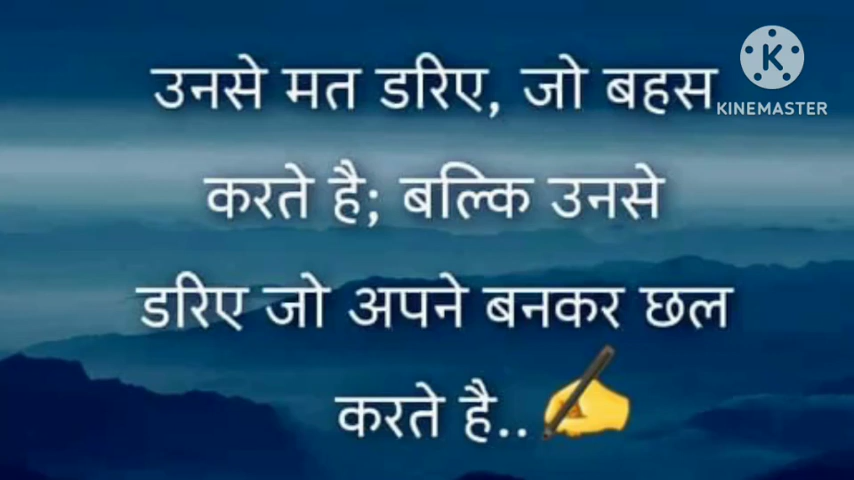 उनसे मत डरिए, जो बहस
करते है; बल्कि उनसे
डरिए जो अपने बनकर छल
करते है..
KINEMASTER